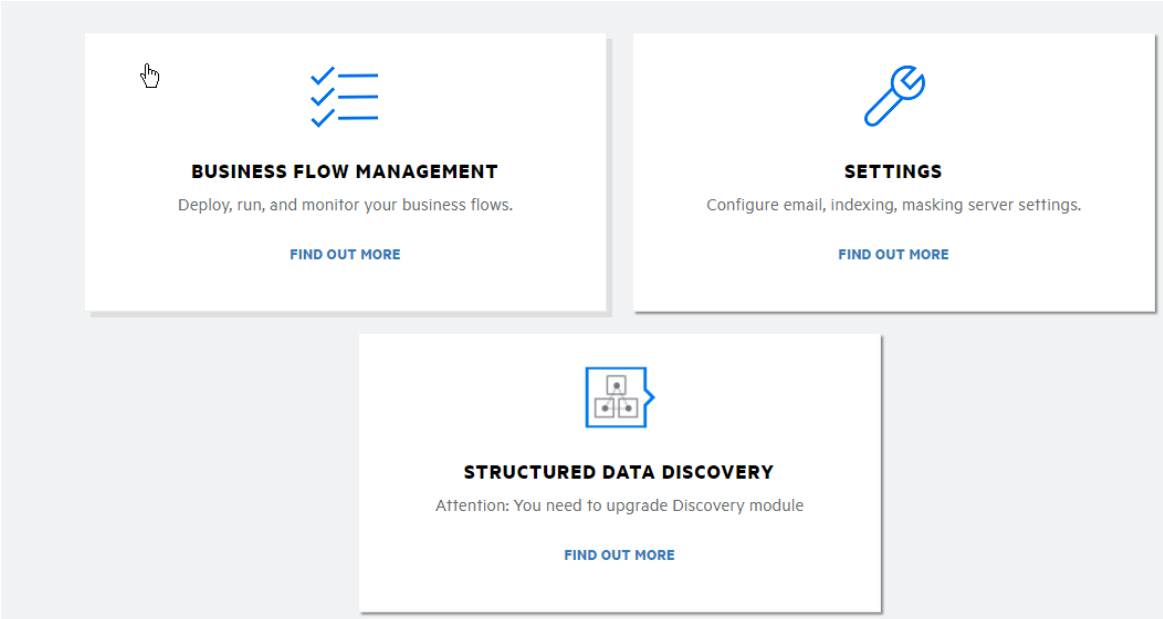 BUSINESS FLOW MANAGEMENT
Deploy, run, and monitor your business flows.
FIND OUT MORE
SETTINGS
Configure email, indexing, masking server settings.
FIND OUT MORE
STRUCTURED DATA DISCOVERY
Attention: You need to upgrade Discovery module
FIND OUT MORE